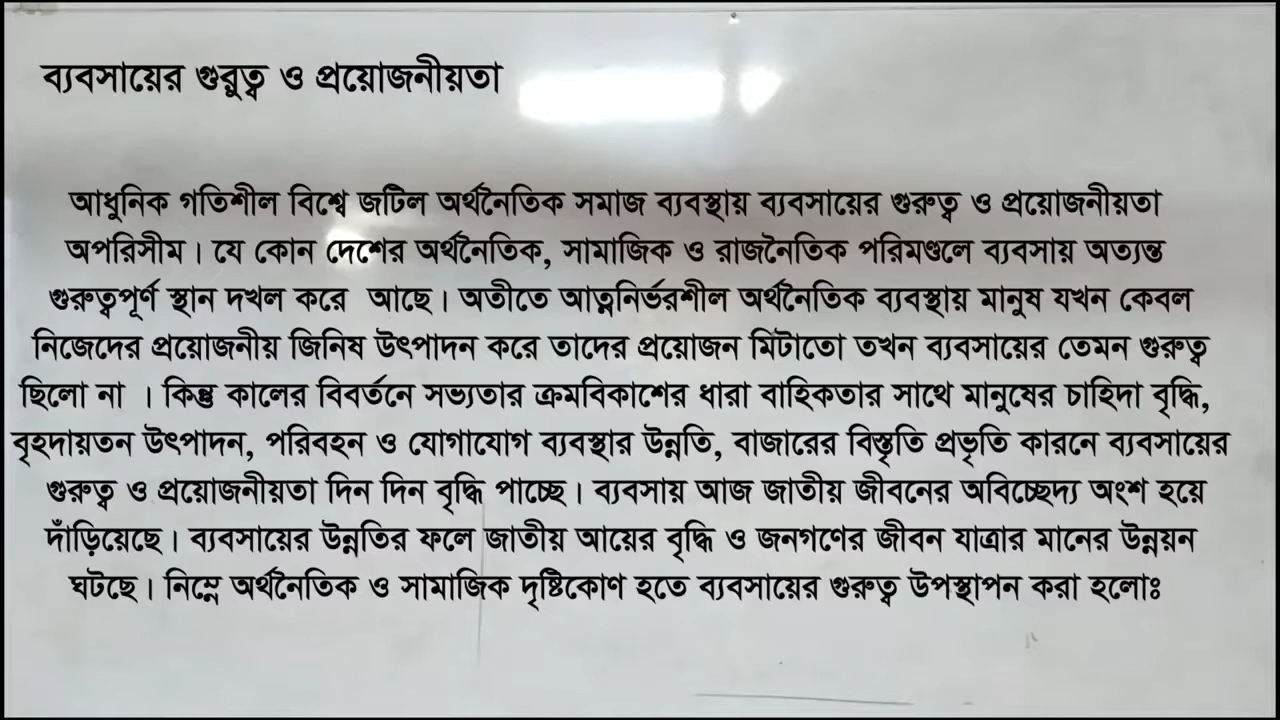 ব্যবসায়ের গুরুত্ব ও প্রয়োজনীয়তা
আধুনিক গতিশীল বিশ্বে জটিল অর্থনৈতিক সমাজ ব্যবস্থায় ব্যবসায়ের গুরুত্ব ও প্রয়োজনীয়তা
অপরিসীম। যে কোন দেশের অর্থনৈতিক, সামাজিক ও রাজনৈতিক পরিমণ্ডলে ব্যবসায় অত্যন্ত
গুরুত্বপূর্ণ স্থান দখল করে আছে। অতীতে আত্ননির্ভরশীল অর্থনৈতিক ব্যবস্থায় মানুষ যখন কেবল
নিজেদের প্রয়োজনীয় জিনিষ উৎপাদন করে তাদের প্রয়োজন মিটাতো তখন ব্যবসায়ের তেমন গুরুত্ব
ছিলো না । কিন্তু কালের বিবর্তনে সভ্যতার ক্রমবিকাশের ধারা বাহিকতার সাথে মানুষের চাহিদা বৃদ্ধি,
বৃহদায়তন উৎপাদন, পরিবহন ও যোগাযোগ ব্যবস্থার উন্নতি, বাজারের বিস্তৃতি প্রভৃতি কারনে ব্যবসায়ের
গুরুত্ব ও প্রয়োজনীয়তা দিন দিন বৃদ্ধি পাচ্ছে। ব্যবসায় আজ জাতীয় জীবনের অবিচ্ছেদ্য অংশ হয়ে
দাঁড়িয়েছে। ব্যবসায়ের উন্নতির ফলে জাতীয় আয়ের বৃদ্ধি ও জনগণের জীবন যাত্রার মানের উন্নয়ন
ঘটছে। নিম্নে অর্থনৈতিক ও সামাজিক দৃষ্টিকোণ হতে ব্যবসায়ের গুরুত্ব উপস্থাপন করা হলোঃ